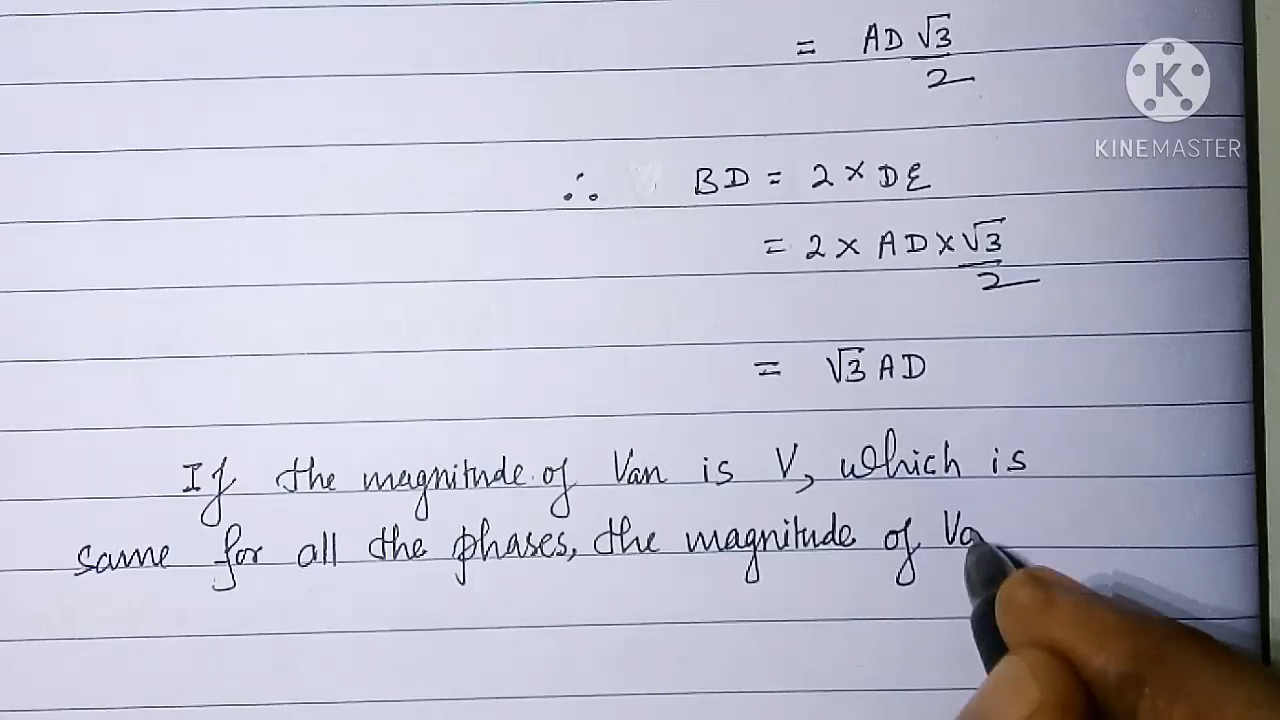 = AD √3/2
∴ BD = 2 × DE
= 2 × AD × √3/2
= √3 AD
If the magnitude of Van is V, which is
same for all the phases, the magnitude of Va
K
KINEMASTER